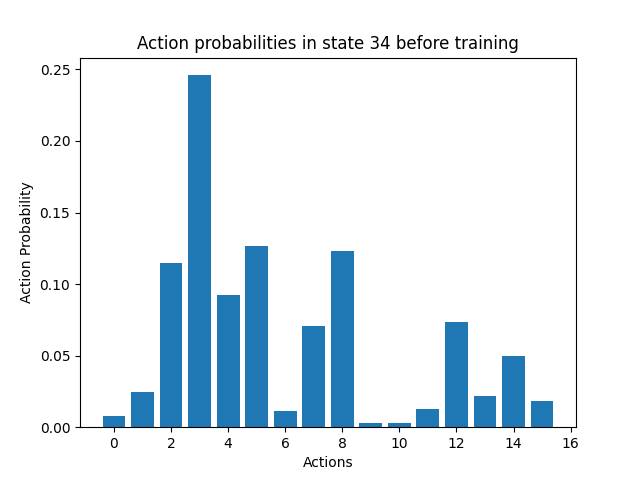 Action probabilities in state 34 before training
0.25
0.20
0.15
0.10
0.05
0.00
Action Probability
0 2 4 6 8 10 12 14 16
Actions